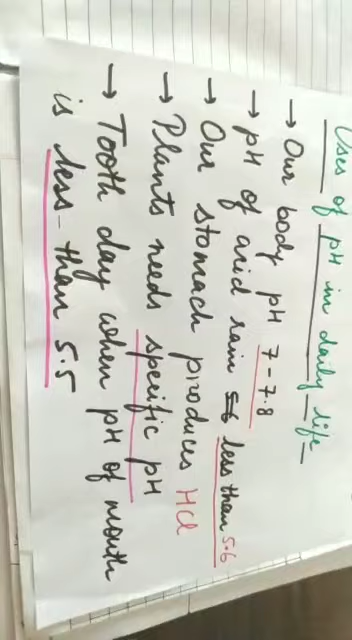 Uses of pH in daily life
→ Our body pH 7-7.8
→ pH of acid rain less than 5.6
→ Our stomach produces HCl
→ Plants needs specific pH
→ Tooth day when pH of mouth
is less than 5.5